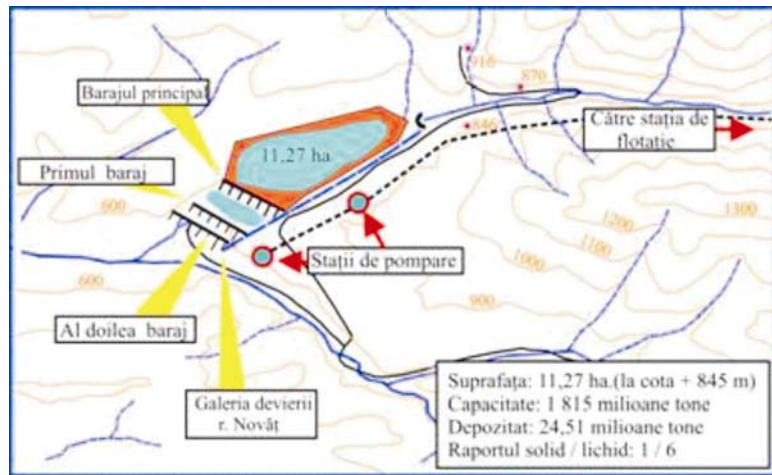 Barajul principal
916
870
846
Către stația de
flotație
11,27 ha.
Primul baraj
600
1200
1300
1100
1000
Stații de pompare
600
900
Al doilea baraj
Galeria devierii
r. Novăț
Suprafața: 11,27 ha.(la cota + 845 m)
Capacitate: 1 815 milioane tone
Depozitat: 24,51 milioane tone
Raportul solid / lichid: 1 / 6